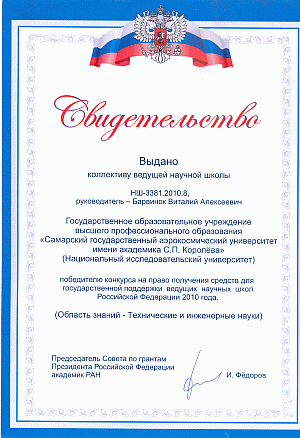 Свидетельство
Выдано
коллективу ведущей научной школы
НШ-3381.2010.8,
руководитель – Барвинок Виталий Алексеевич
Государственное образовательное учреждение
высшего профессионального образования
«Самарский государственный аэрокосмический университет
имени академика С.П. Королёва»
(Национальный исследовательский университет)
победителю конкурса на право получения средств для
государственной поддержки ведущих научных школ
Российской Федерации 2010 года.
(Область знаний - Технические и инженерные науки)
Председатель Совета по грантам
Президента Российской Федерации
академик РАН
И. Фёдоров